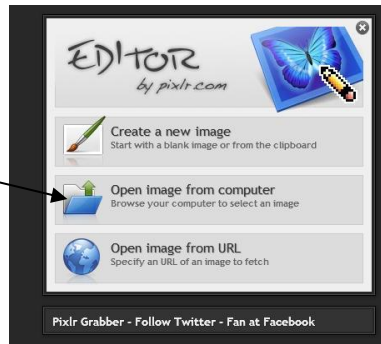 EDITOR
by pixlr.com
Create a new image
Start with a blank image or from the clipboard
Open image from computer
Browse your computer to select an image
Open image from URL
Specify an URL of an image to fetch
Pixlr Grabber - Follow Twitter - Fan at Facebook